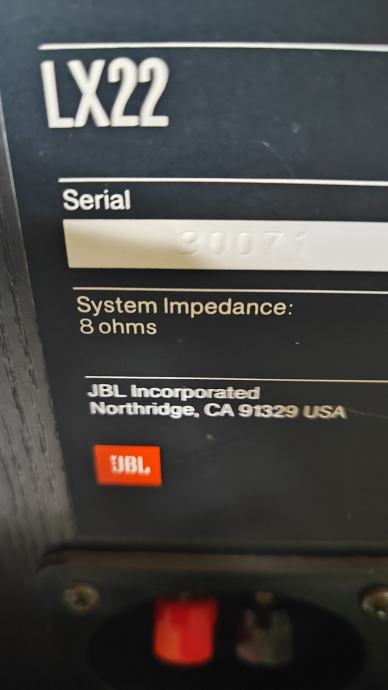 LX22
Serial
30071
System Impedance:
8 ohms
JBL Incorporated
Northridge, CA 91329 USA
JBL